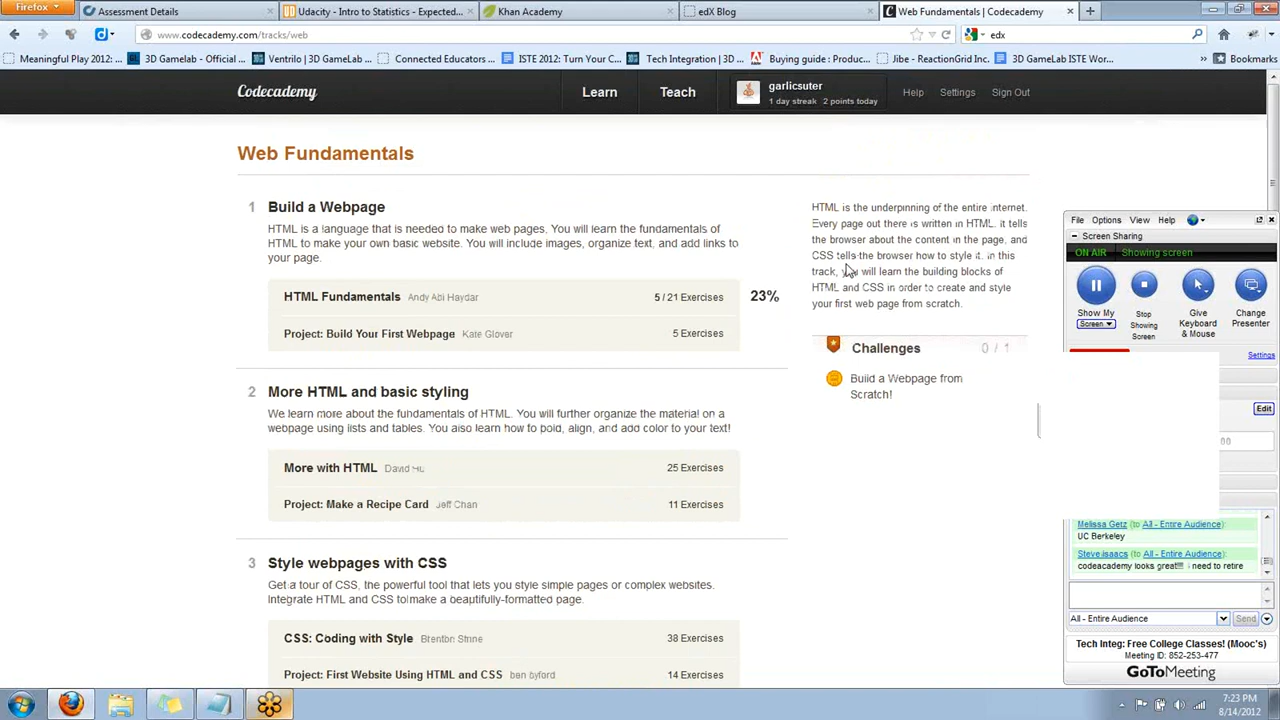 Firefox
Assessment Details
Udacity - Intro to Statistics - Expected...
Khan Academy
edX Blog
Web Fundamentals | Codecademy
www.codecademy.com/tracks/web
edx
Meaningful Play 2012: ...
3D Gamelab - Official ...
Ventrilo | 3D GameLab ...
Connected Educators ...
ISTE 2012: Turn Your C...
Tech Integration | 3D ...
Buying guide : Produc...
Jibe - ReactionGrid Inc.
3D GameLab ISTE Wor...
Bookmarks
Codecademy
Learn
Teach
garlicsuter
1 day streak 2 points today
Help
Settings
Sign Out
Web Fundamentals
1 Build a Webpage
HTML is a language that is needed to make web pages. You will learn the fundamentals of
HTML to make your own basic website. You will include images, organize text, and add links to
your page.
HTML Fundamentals Andy Abi Haydar 5 / 21 Exercises 23%
Project: Build Your First Webpage Kate Glover 5 Exercises
2 More HTML and basic styling
We learn more about the fundamentals of HTML. You will further organize the material on a
webpage using lists and tables. You also learn how to bold, align, and add color to your text!
More with HTML David Hu 25 Exercises
Project: Make a Recipe Card Jeff Chan 11 Exercises
3 Style webpages with CSS
Get a tour of CSS, the powerful tool that lets you style simple pages or complex websites.
Integrate HTML and CSS to make a beautifully-formatted page.
CSS: Coding with Style 38 Exercises
Project: First Website Using HTML and CSS ben byford 14 Exercises
HTML is the underpinning of the entire internet.
Every page out there is written in HTML. it tells
the browser about the content in the page, and
CSS tells the browser how to style it. in this
track, you will learn the building blocks of
HTML and CSS in order to create and style
your first web page from scratch.
Challenges 0 / 1
Build a Webpage from
Scratch!
File Options View Help
Screen Sharing
ON AIR Showing screen
Show My
Screen
Stop
Showing
Screen
Give
Keyboard
& Mouse
Change
Presenter
Settings
Edit
00
Melissa Getz (to All - Entire Audience):
UC Berkeley
Steve isaacs (to All - Entire Audience):
codeacademy looks great!!! i need to retire
All - Entire Audience
Send
Tech Integ: Free College Classes! (Mooc's)
Meeting ID: 852-253-477
GoToMeeting
7:23 PM
8/14/2012